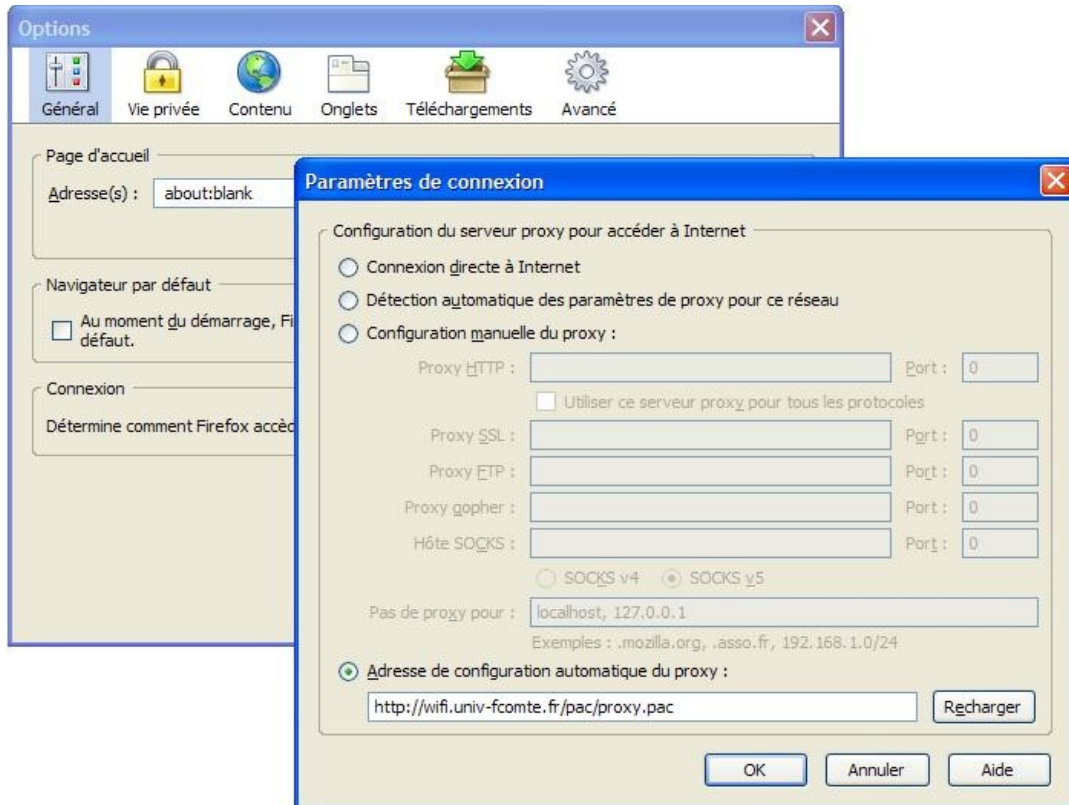 Options
Général Vie privée Contenu Onglets Téléchargements Avancé
Page d'accueil
Adresse(s) : about:blank
Navigateur par défaut
Au moment du démarrage, Fi
défaut.
Connexion
Détermine comment Firefox accèd
Paramètres de connexion
Configuration du serveur proxy pour accéder à Internet
Connexion directe à Internet
Détection automatique des paramètres de proxy pour ce réseau
Configuration manuelle du proxy :
Proxy HTTP : Port : 0
Utiliser ce serveur proxy pour tous les protocoles
Proxy SSL : Port : 0
Proxy FTP : Port : 0
Proxy gopher : Port : 0
Hôte SOCKS : Port : 0
SOCKS v4 SOCKS v5
Pas de proxy pour : localhost, 127.0.0.1
Exemples : .mozilla.org, .asso.fr, 192.168.1.0/24
Adresse de configuration automatique du proxy :
http://wifi.univ-fcomte.fr/pac/proxy.pac Recharger
OK Annuler Aide